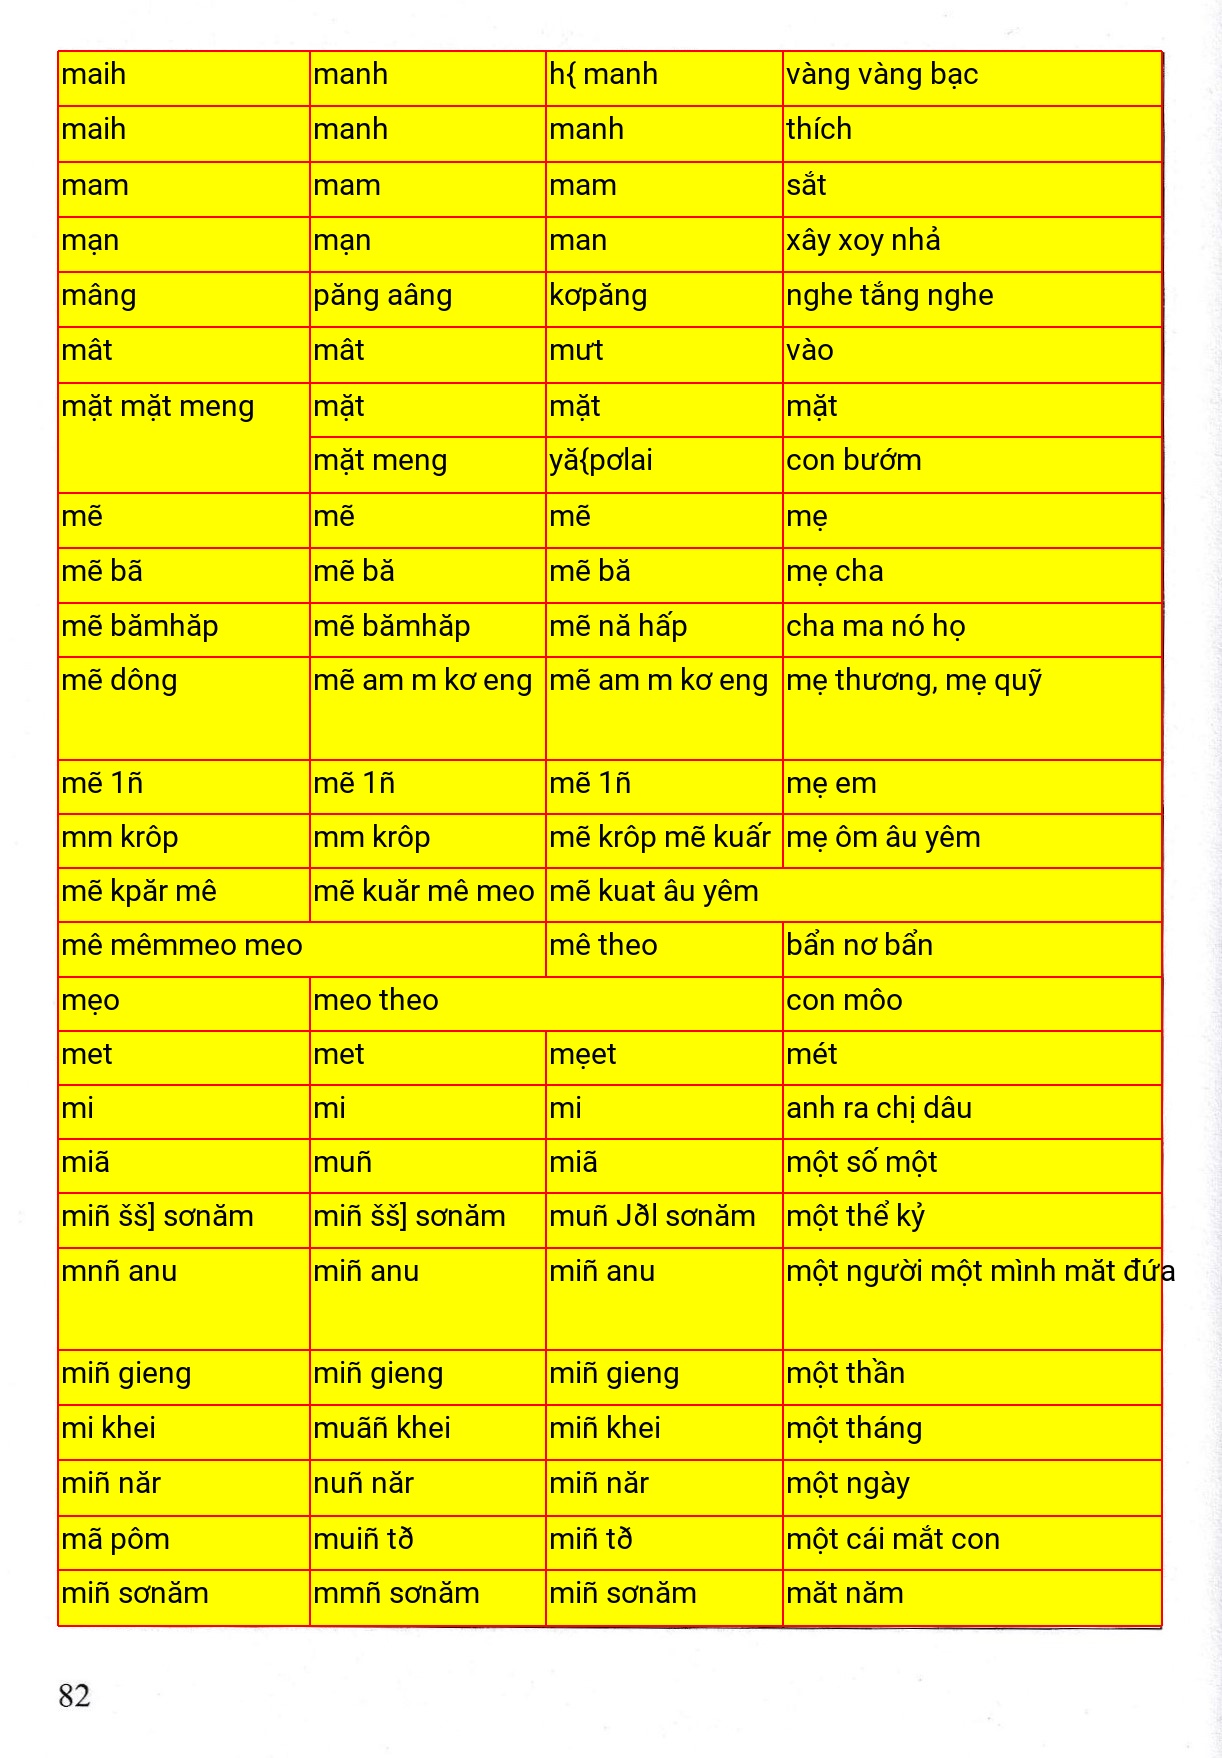 maih manh h{ manh vàng vàng bạc
maih manh manh thích
mam mam mam sắt
mạn mạn man xây xoy nhả
mâng păng aâng kơpăng nghe tắng nghe
mât mât mưt vào
mặt mặt meng mặt mặt mặt
mặt meng yă{pơlai con bướm
mẽ mẽ mẽ mẹ
mẽ bã mẽ bă mẽ bă mẹ cha
mẽ bămhăp mẽ bămhăp mẽ nă hấp cha ma nó họ
mẽ dông mẽ am m kơ eng mẽ am m kơ eng mẹ thương, mẹ quỹ
mẽ 1ñ mẽ 1ñ mẽ 1ñ mẹ em
mm krôp mm krôp mẽ krôp mẽ kuấr mẹ ôm âu yêm
mẽ kpăr mê mẽ kuăr mê meo mẽ kuat âu yêm
mê mêmmeo meo mê theo bẩn nơ bẩn
mẹo meo theo con môo
met met mẹet mét
mi mi mi anh ra chị dâu
miã muñ miã một số một
miñ šš] sơnăm miñ šš] sơnăm muñ Jðl sơnăm một thể kỷ
mnñ anu miñ anu miñ anu một người một mình măt đứa
miñ gieng miñ gieng miñ gieng một thần
mi khei muãñ khei miñ khei một tháng
miñ năr nuñ năr miñ năr một ngày
mã pôm muiñ tð miñ tð một cái mắt con
miñ sơnăm mmñ sơnăm miñ sơnăm măt năm
82